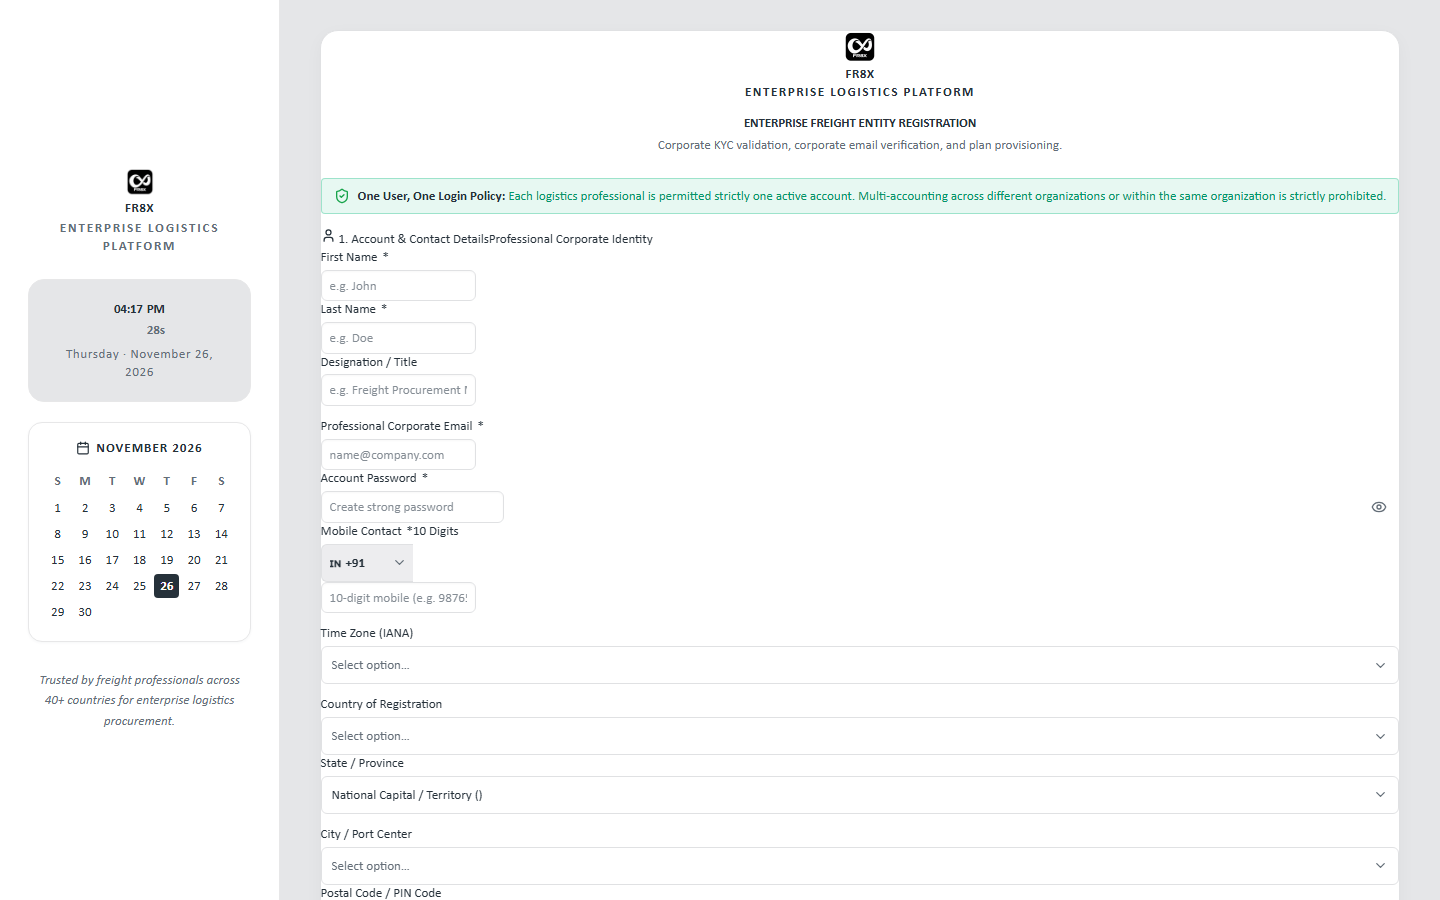 FR8X
FR8X
ENTERPRISE LOGISTICS
PLATFORM
04:17 PM
28s
Thursday · November 26,
2026
NOVEMBER 2026
S M T W T F S
1 2 3 4 5 6 7
8 9 10 11 12 13 14
15 16 17 18 19 20 21
22 23 24 25 26 27 28
29 30
Trusted by freight professionals across
40+ countries for enterprise logistics
procurement.
FR8X
FR8X
ENTERPRISE LOGISTICS PLATFORM
ENTERPRISE FREIGHT ENTITY REGISTRATION
Corporate KYC validation, corporate email verification, and plan provisioning.
One User, One Login Policy: Each logistics professional is permitted strictly one active account. Multi-accounting across different organizations or within the same organization is strictly prohibited.
1. Account & Contact DetailsProfessional Corporate Identity
First Name *
e.g. John
Last Name *
e.g. Doe
Designation / Title
e.g. Freight Procurement
Professional Corporate Email *
name@company.com
Account Password *
Create strong password
Mobile Contact *10 Digits
IN +91
10-digit mobile (e.g. 9876
Time Zone (IANA)
Select option...
Country of Registration
Select option...
State / Province
National Capital / Territory ()
City / Port Center
Select option...
Postal Code / PIN Code